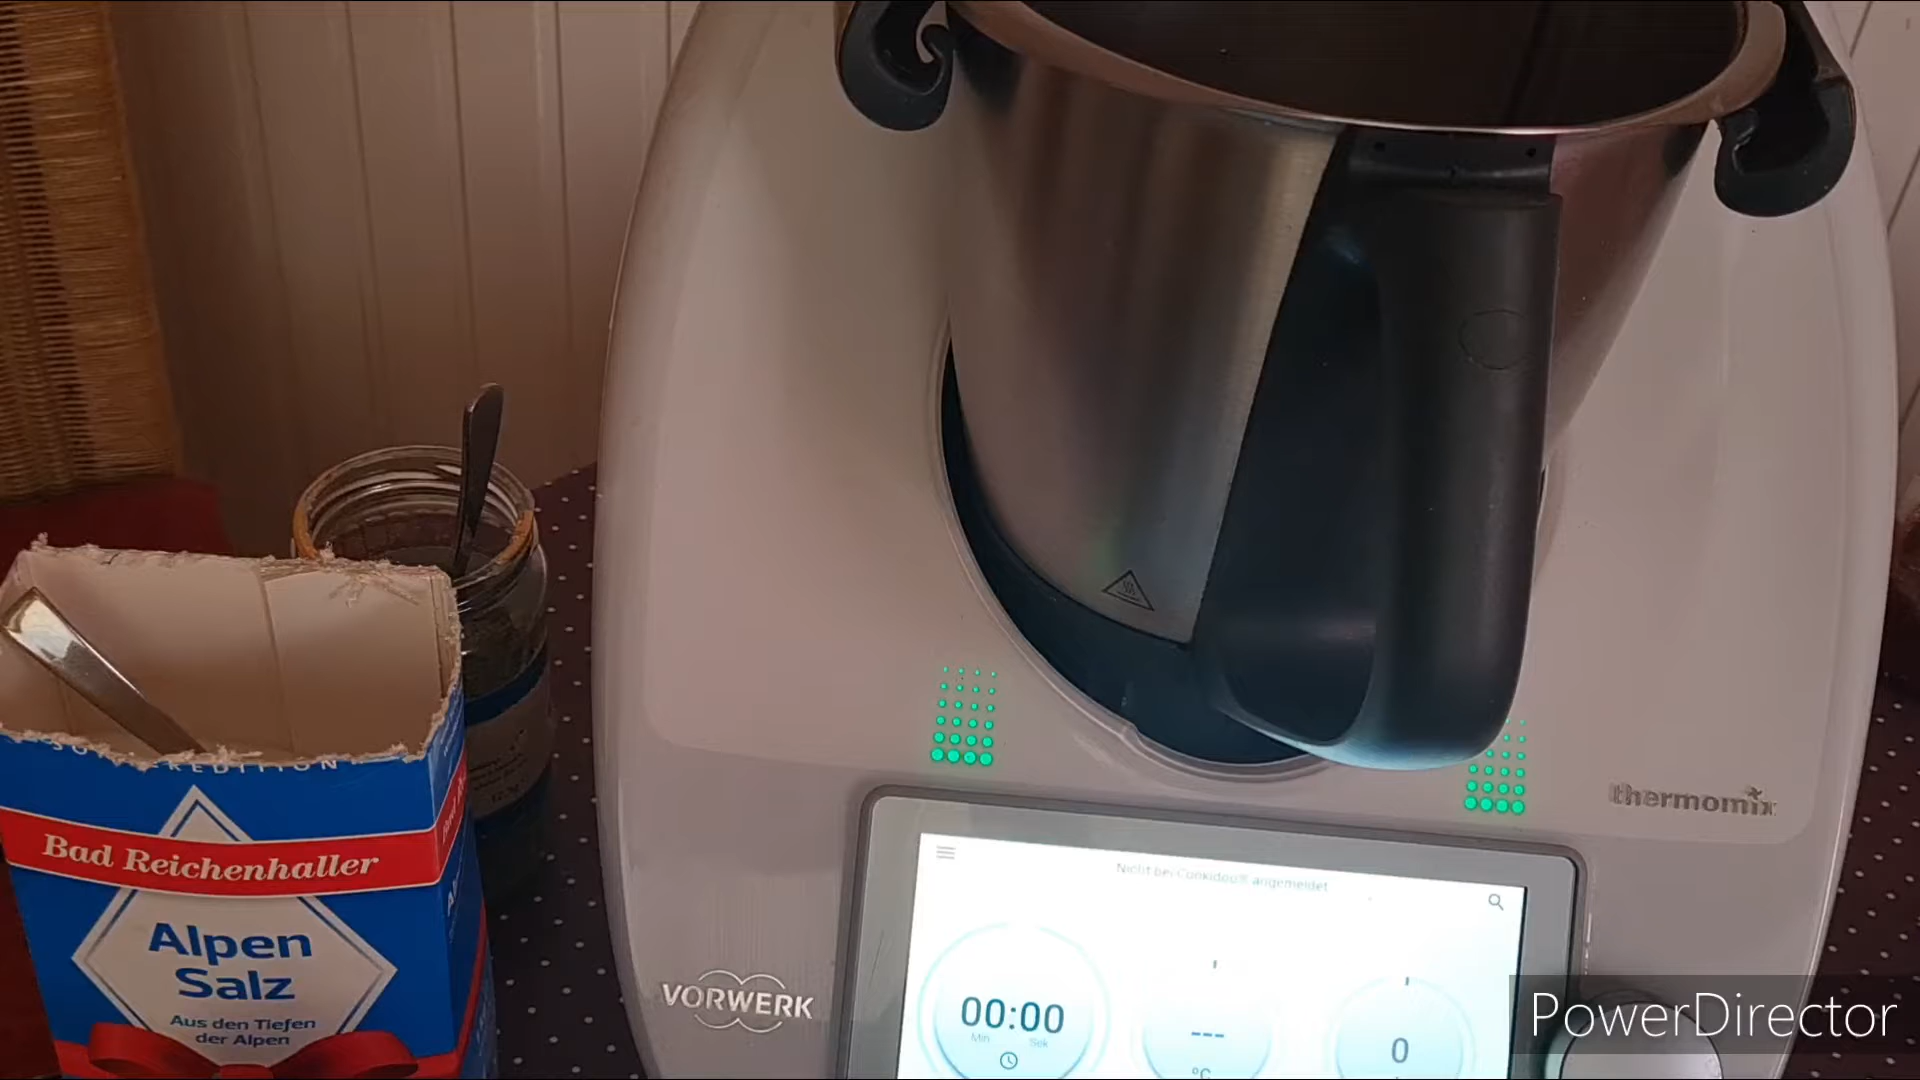 EDITION
Bad Reichenhaller
Alpen
Salz
Aus den Tiefen
der Alpen
VORWERK
thermomix
Nicht bei Cookidoo® angemeldet
00:00
Min
Sek
---
°C
0
PowerDirector